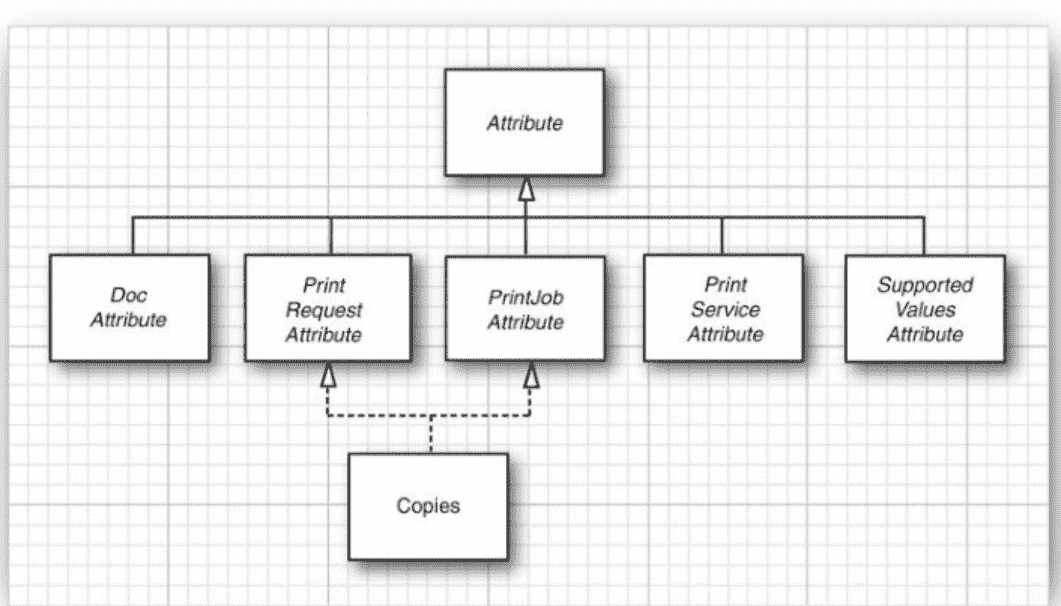 Attribute
Doc
Attribute
Print
Request
Attribute
PrintJob
Attribute
Print
Service
Attribute
Supported
Values
Attribute
Copies